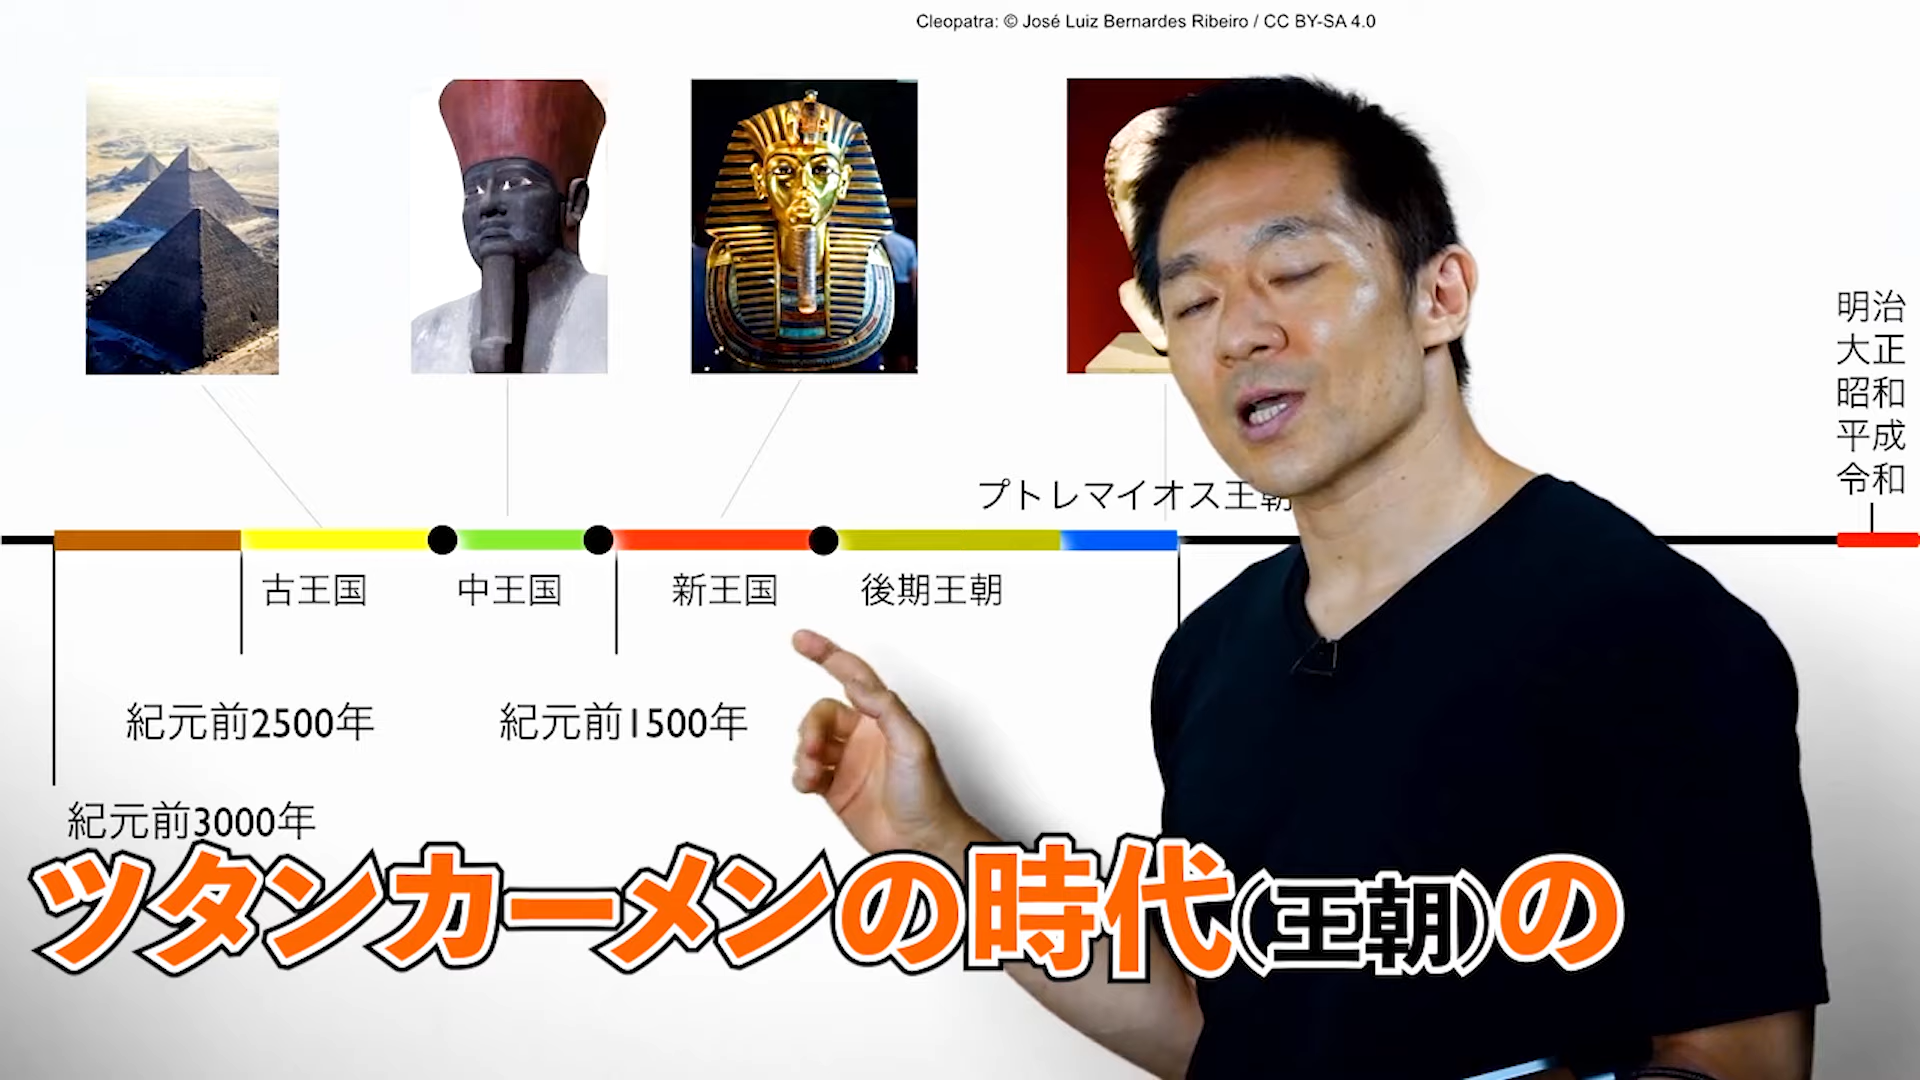 Cleopatra: © José Luiz Bernardes Ribeiro / CC BY-SA 4.0
明治
大正
昭和
平成
令和
プトレマイオス王朝
古王国
中王国
新王国
後期王朝
紀元前2500年
紀元前1500年
紀元前3000年
ツタンカーメンの時代(王朝)の